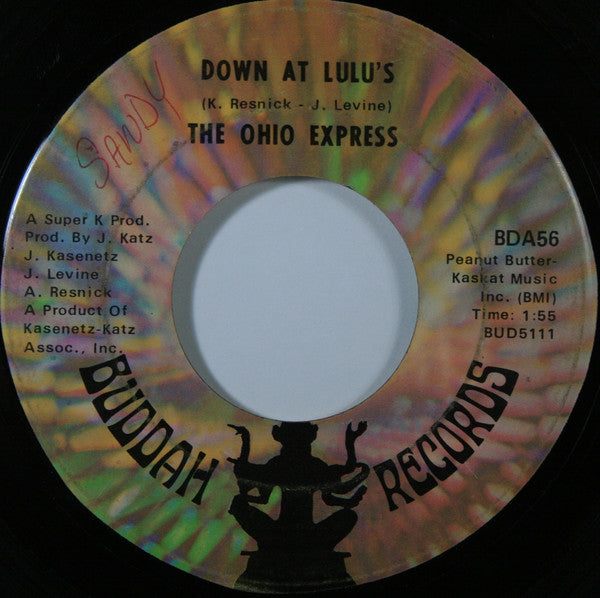 DOWN AT LULU'S
(K. Resnick - J. Levine)
THE OHIO EXPRESS
SANDY
A Super K Prod.
Prod. By J. Katz
J. Kasenetz
J. Levine
A. Resnick
A Product Of
Kasenetz-Katz
Assoc., Inc.
BDA56
Peanut Butter-
Kaskat Music
Inc. (BMI)
Time: 1:55
BUD5111
BUDDAH RECORDS